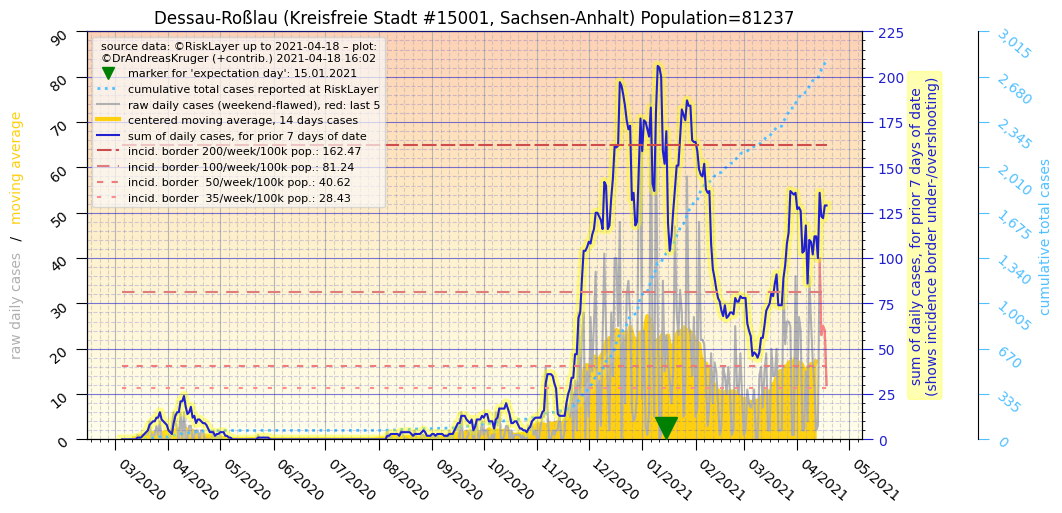 Dessau-Roßlau (Kreisfreie Stadt #15001, Sachsen-Anhalt) Population=81237
source data: ©RiskLayer up to 2021-04-18 – plot:
©DrAndreasKruger (+contrib.) 2021-04-18 16:02
marker for 'expectation day': 15.01.2021
cumulative total cases reported at RiskLayer
raw daily cases (weekend-flawed), red: last 5
centered moving average, 14 days cases
sum of daily cases, for prior 7 days of date
incid. border 200/week/100k pop.: 162.47
incid. border 100/week/100k pop.: 81.24
incid. border  50/week/100k pop.: 40.62
incid. border  35/week/100k pop.: 28.43
raw daily cases  /  moving average
90
80
70
60
50
40
30
20
10
0
03/2020
04/2020
05/2020
06/2020
07/2020
08/2020
09/2020
10/2020
11/2020
12/2020
01/2021
02/2021
03/2021
04/2021
05/2021
225
200
175
150
125
100
75
50
25
0
sum of daily cases, for prior 7 days of date
(shows incidence border under-/overshooting)
3,015
2,680
2,345
2,010
1,675
1,340
1,005
670
335
0
cumulative total cases